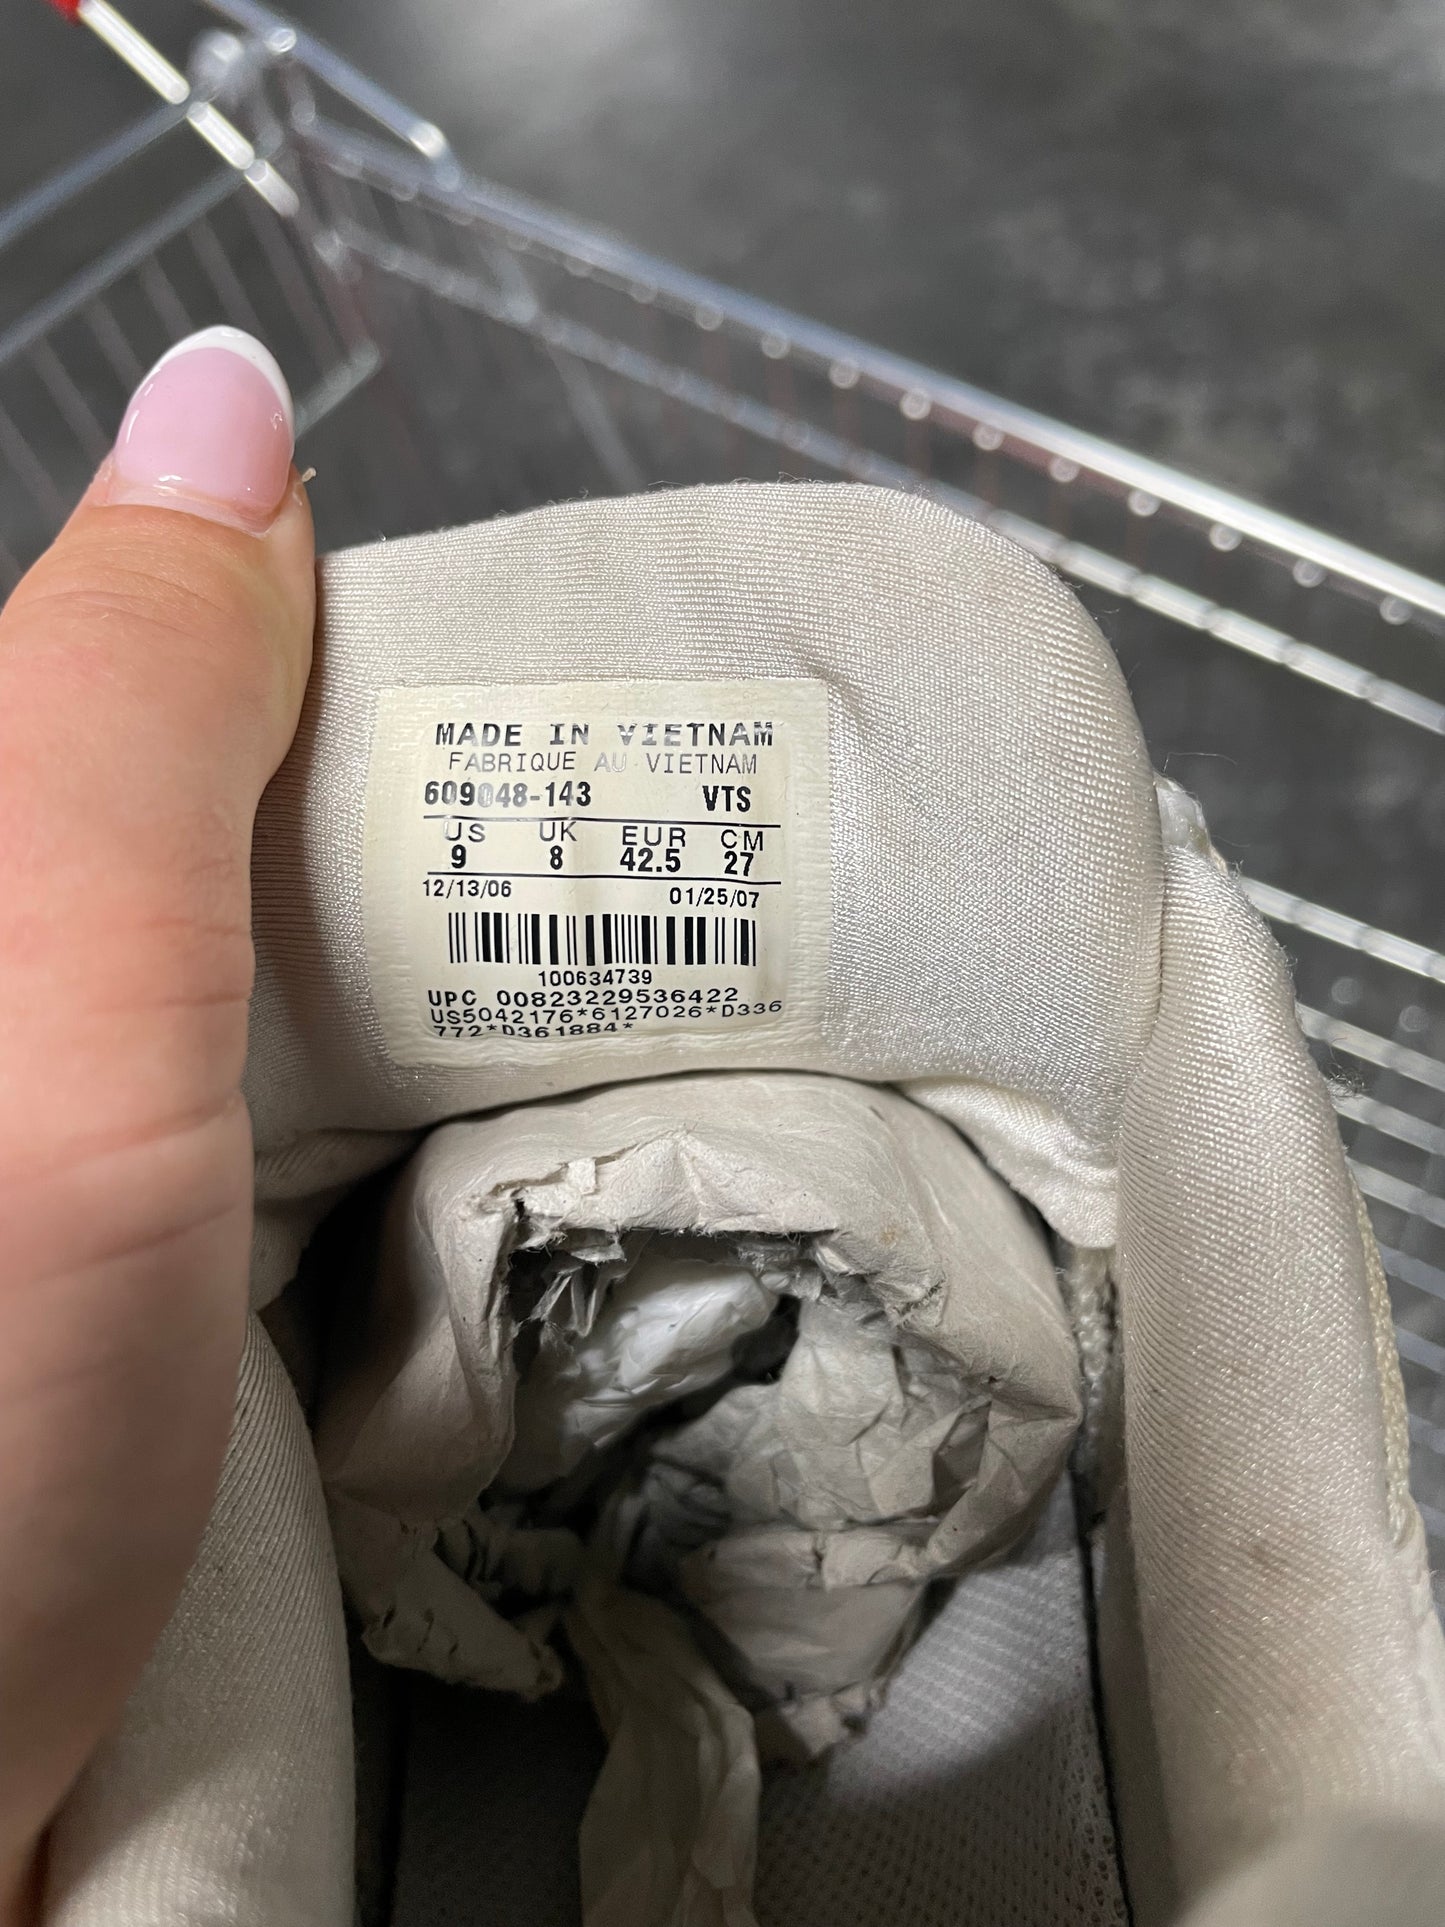 MADE IN VIETNAM
FABRIQUE AU VIETNAM
609048-143 VTS
US UK EUR CM
9 8 42.5 27
12/13/06 01/25/07
100634739
UPC 00823229536422
US5042176*6127026*D336
772*D361884*